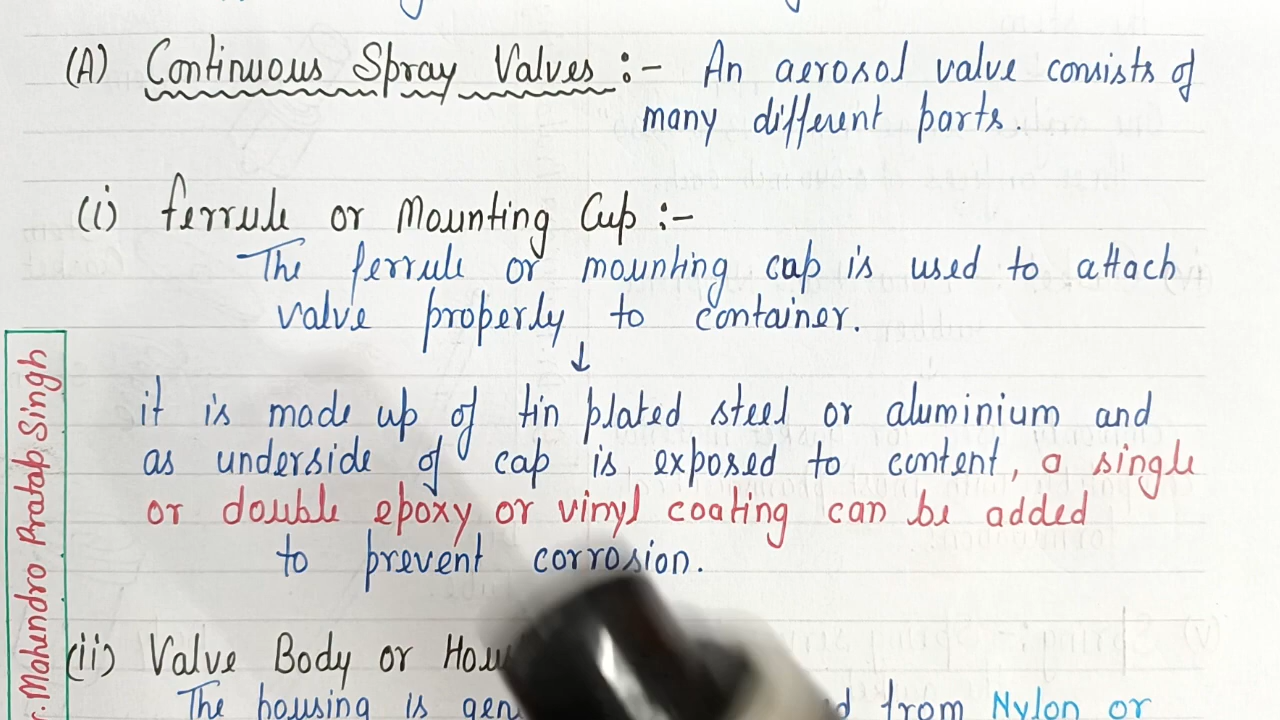 (A) Continuous Spray Valves :- An aerosol valve consists of
many different parts.
(i) ferrule or Mounting Cup :-
The ferrule or mounting cap is used to attach
valve properly to container.
↓
it is made up of tin plated steel or aluminium and
as underside of cap is exposed to content, a single
or double epoxy or vinyl coating can be added
to prevent corrosion.
(ii) Valve Body or
The housing is from Nylon or
Mahendra Pratap Singh